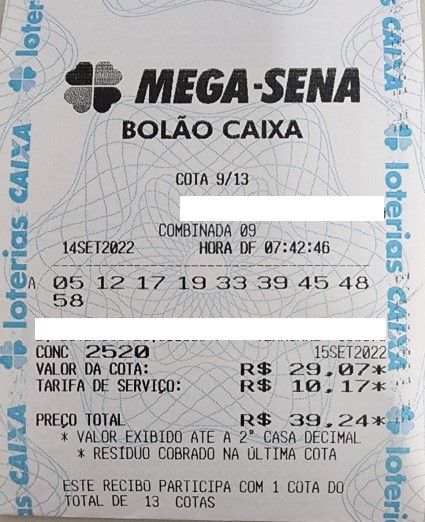 MEGA-SENA
BOLÃO CAIXA
COTA 9/13
COMBINADA 09
14SET2022 HORA DF 07:42:46
A 05 12 17 19 33 39 45 48
58
CONC 2520 15SET2022
VALOR DA COTA: R$ 29,07*
TARIFA DE SERVIÇO: R$ 10,17*
PREÇO TOTAL R$ 39,24*
* VALOR EXIBIDO ATE A 2ª CASA DECIMAL
* RESÍDUO COBRADO NA ÚLTIMA COTA
ESTE RECIBO PARTICIPA COM 1 COTA DO
TOTAL DE 13 COTAS
loterias CAIXA
loterias CAIXA
loterias CAIXA
loterias CAIXA